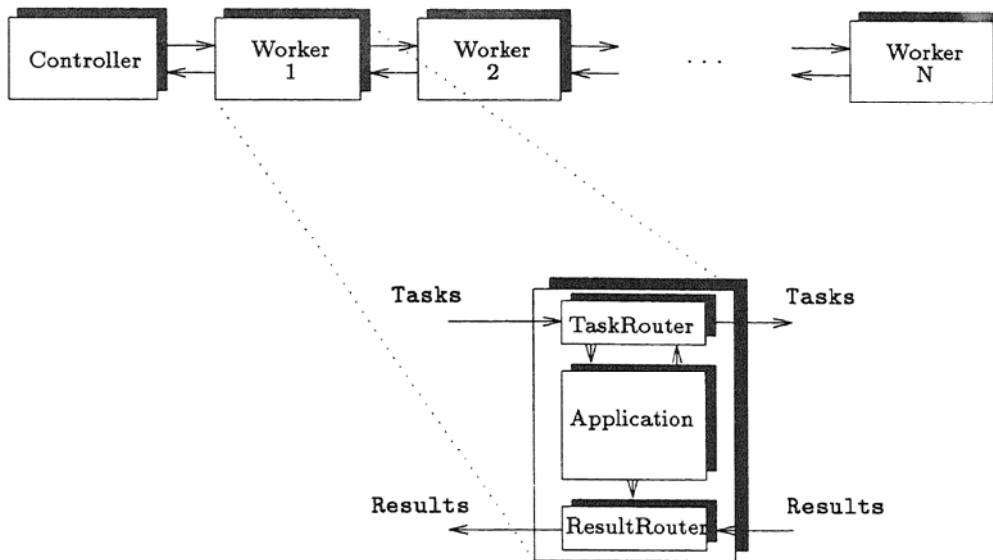 Controller
Worker
1
Worker
2
. . .
Worker
N
Tasks
Tasks
TaskRouter
Application
Results
Results
ResultRouter